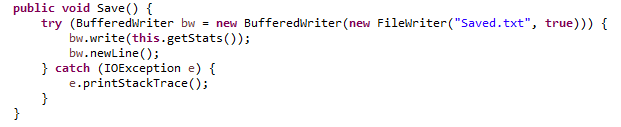 public void Save() {
    try (BufferedWriter bw = new BufferedWriter(new FileWriter("Saved.txt", true))) {
        bw.write(this.getStats());
        bw.newLine();
    } catch (IOException e) {
        e.printStackTrace();
    }
}